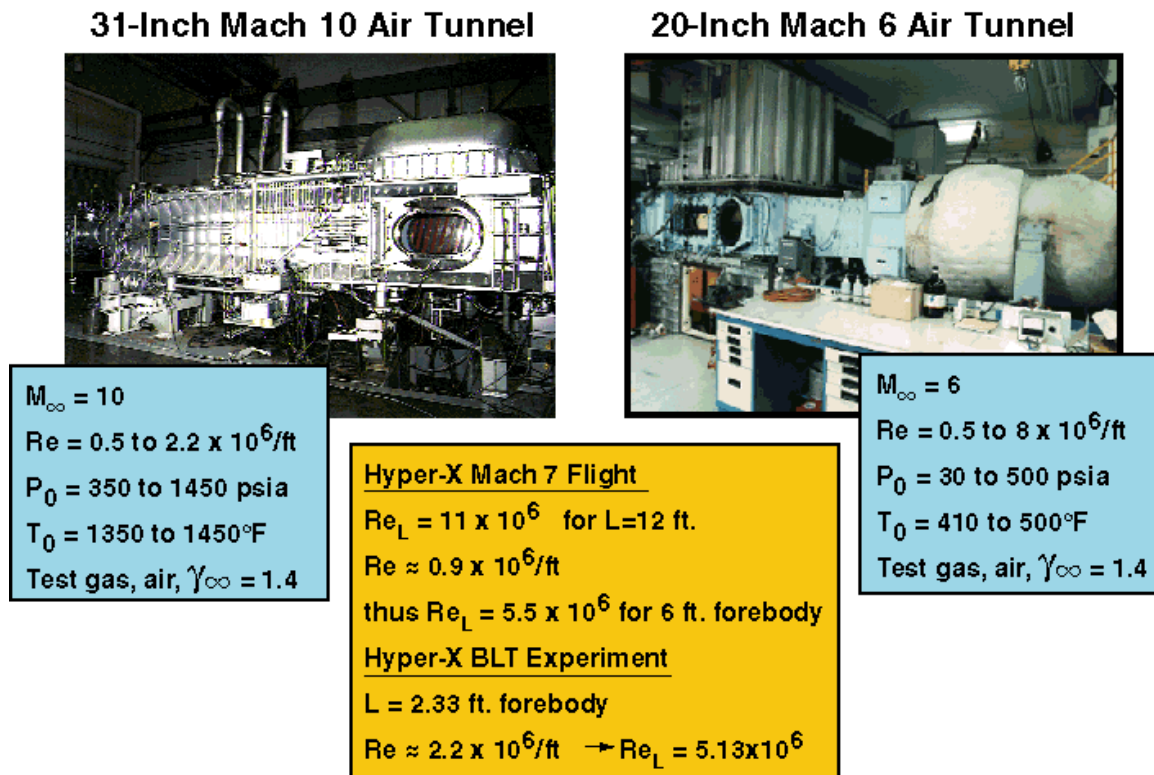 31-Inch Mach 10 Air Tunnel
20-Inch Mach 6 Air Tunnel
M∞ = 10
Re = 0.5 to 2.2 x 10⁶/ft
P₀ = 350 to 1450 psia
T₀ = 1350 to 1450°F
Test gas, air, γ∞ = 1.4
M∞ = 6
Re = 0.5 to 8 x 10⁶/ft
P₀ = 30 to 500 psia
T₀ = 410 to 500°F
Test gas, air, γ∞ = 1.4
Hyper-X Mach 7 Flight
Re_L = 11 x 10⁶ for L=12 ft.
Re ≈ 0.9 x 10⁶/ft
thus Re_L = 5.5 x 10⁶ for 6 ft. forebody
Hyper-X BLT Experiment
L = 2.33 ft. forebody
Re ≈ 2.2 x 10⁶/ft → Re_L = 5.13x10⁶